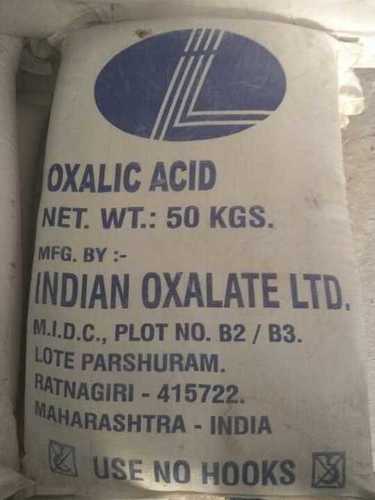 OXALIC ACID
NET. WT.: 50 KGS.
MFG. BY :-
INDIAN OXALATE LTD.
M.I.D.C., PLOT NO. B2 / B3.
LOTE PARSHURAM.
RATNAGIRI - 415722.
MAHARASHTRA - INDIA
USE NO HOOKS